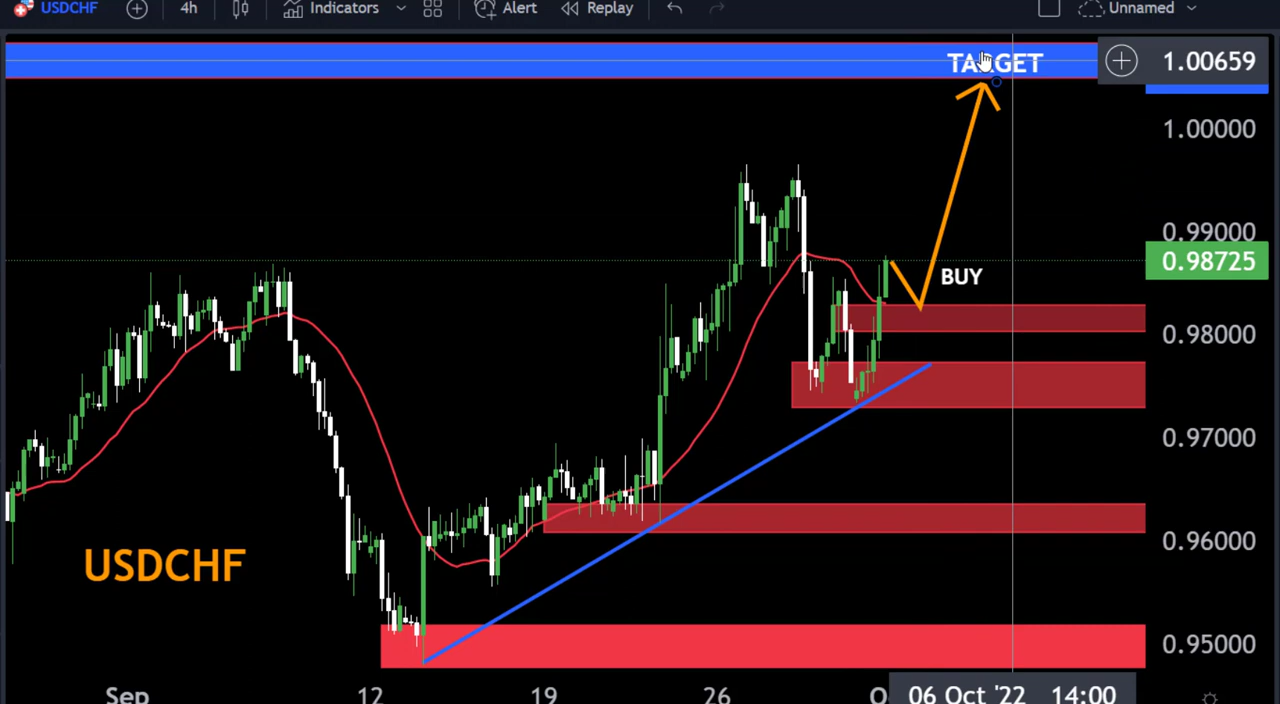 USDCHF 4h Indicators Alert Replay Unnamed
TARGET 1.00659
1.00000
0.99000
0.98725
BUY
0.98000
0.97000
0.96000
USDCHF
0.95000
Sep 12 19 26 O 06 Oct '22 14:00